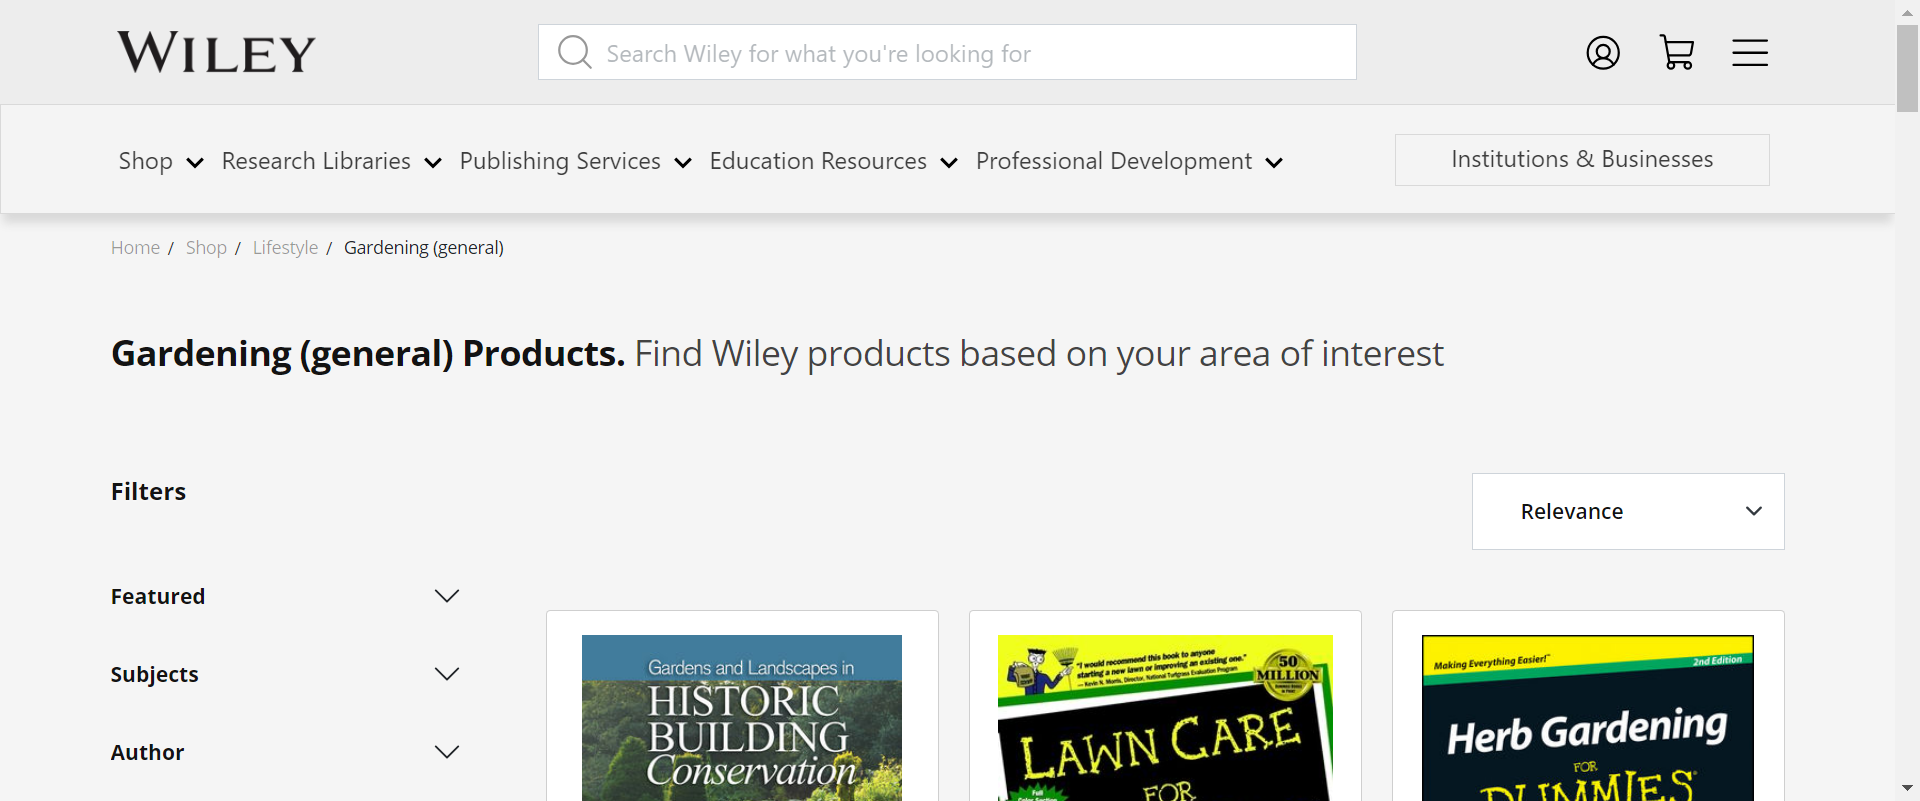 WILEY
Search Wiley for what you're looking for
Shop Research Libraries Publishing Services Education Resources Professional Development Institutions & Businesses
Home / Shop / Lifestyle / Gardening (general)
Gardening (general) Products. Find Wiley products based on your area of interest
Filters
Relevance
Featured
Subjects
Author
Gardens and Landscapes in
HISTORIC
BUILDING
Conservation
"I would recommend this book to anyone
starting a new lawn or improving an existing one."
— Kevin N. Morris, Director, National Turfgrass Evaluation Program
50
MILLION
LAWN CARE
FOR
Full
Color Section
Making Everything Easier!™
2nd Edition
Herb Gardening
FOR
DUMMIES